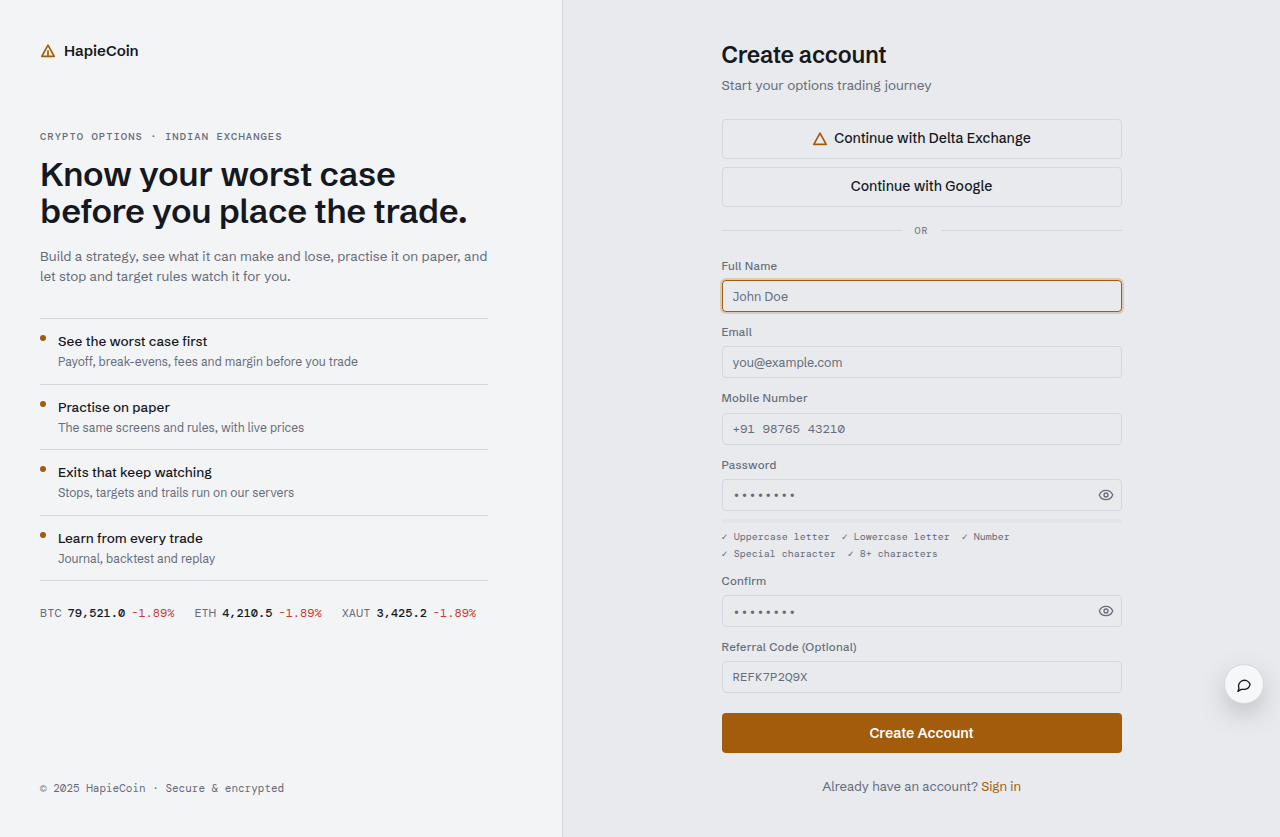 HapieCoin
CRYPTO OPTIONS · INDIAN EXCHANGES
Know your worst case
before you place the trade.
Build a strategy, see what it can make and lose, practise it on paper, and
let stop and target rules watch it for you.
See the worst case first
Payoff, break-evens, fees and margin before you trade
Practise on paper
The same screens and rules, with live prices
Exits that keep watching
Stops, targets and trails run on our servers
Learn from every trade
Journal, backtest and replay
BTC 79,521.0 -1.89% ETH 4,210.5 -1.89% XAUT 3,425.2 -1.89%
© 2025 HapieCoin · Secure & encrypted
Create account
Start your options trading journey
Continue with Delta Exchange
Continue with Google
OR
Full Name
John Doe
Email
you@example.com
Mobile Number
+91 98765 43210
Password
••••••••
✓ Uppercase letter ✓ Lowercase letter ✓ Number
✓ Special character ✓ 8+ characters
Confirm
••••••••
Referral Code (Optional)
REFK7P2Q9X
Create Account
Already have an account? Sign in